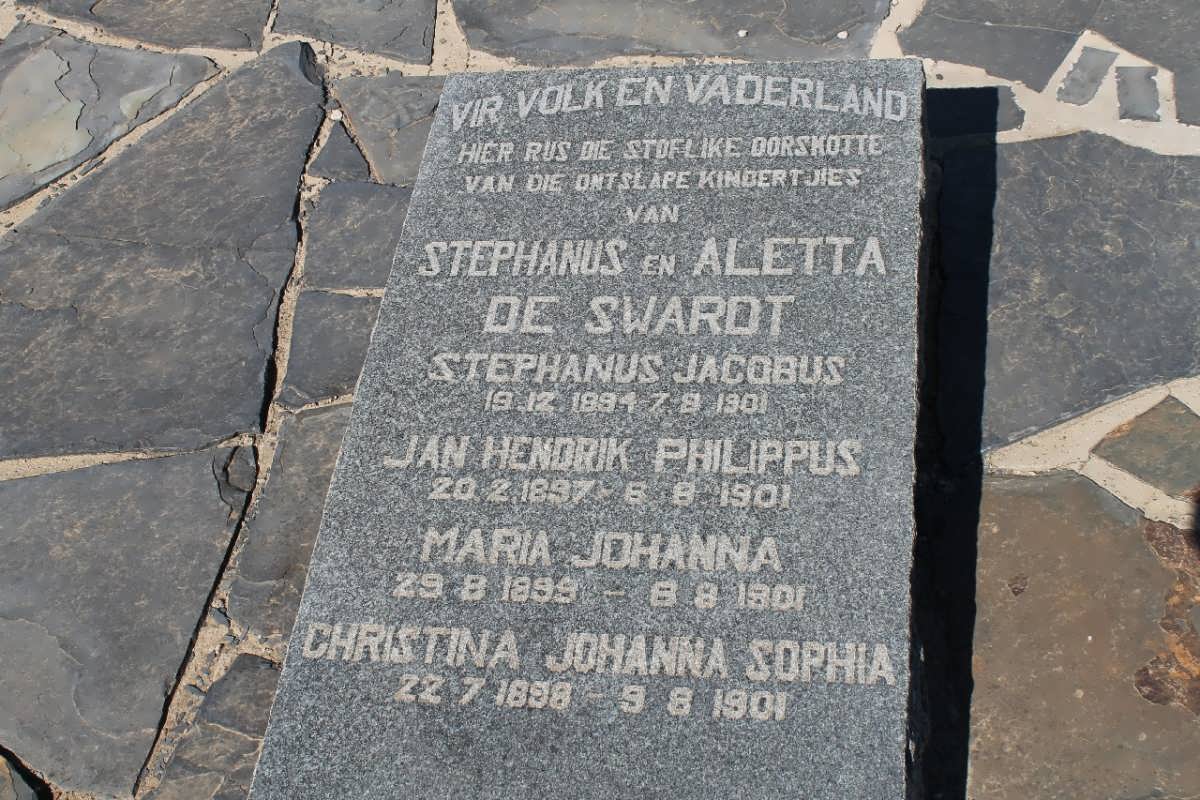 VIR VOLK EN VADERLAND
HIER RUS DIE STOFLIKE OORSKOTTE
VAN DIE ONTSLAPE KINDERTJIES
VAN
STEPHANUS EN ALETTA
DE SWARDT
STEPHANUS JACOBUS
19.12.1894 7.8.1901
JAN HENDRIK PHILIPPUS
20.2.1897 - 8.8.1901
MARIA JOHANNA
29 8 1895 - 8 8 1901
CHRISTINA JOHANNA SOPHIA
22 7 1898 - 9 8 1901